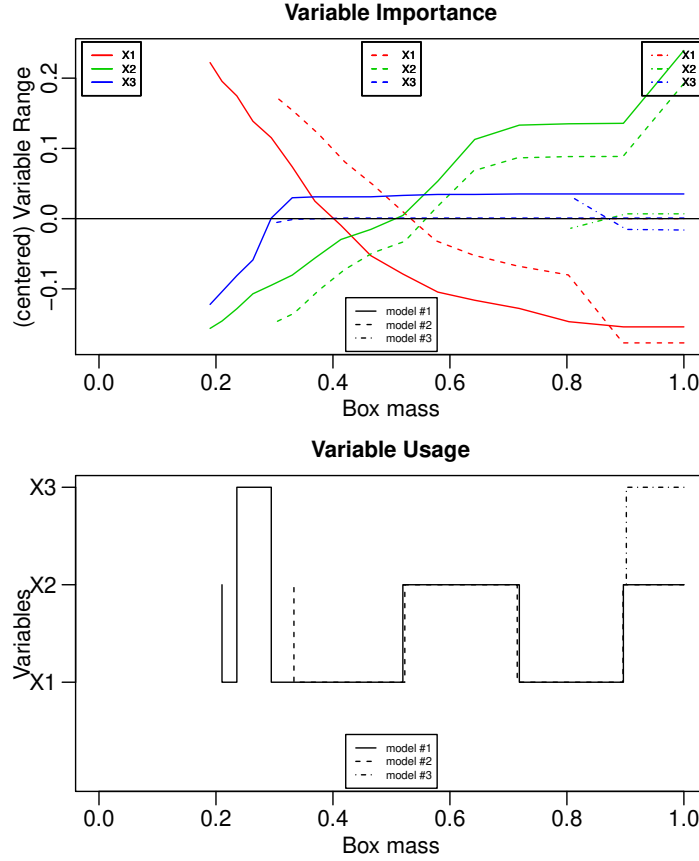 Variable Importance
X1 X1 X1
X2 X2 X2
X3 X3 X3
(centered) Variable Range
0.2
0.1
0.0
−0.1
model #1
model #2
model #3
0.0 0.2 0.4 0.6 0.8 1.0
Box mass
Variable Usage
Variables
X3
X2
X1
model #1
model #2
model #3
0.0 0.2 0.4 0.6 0.8 1.0
Box mass